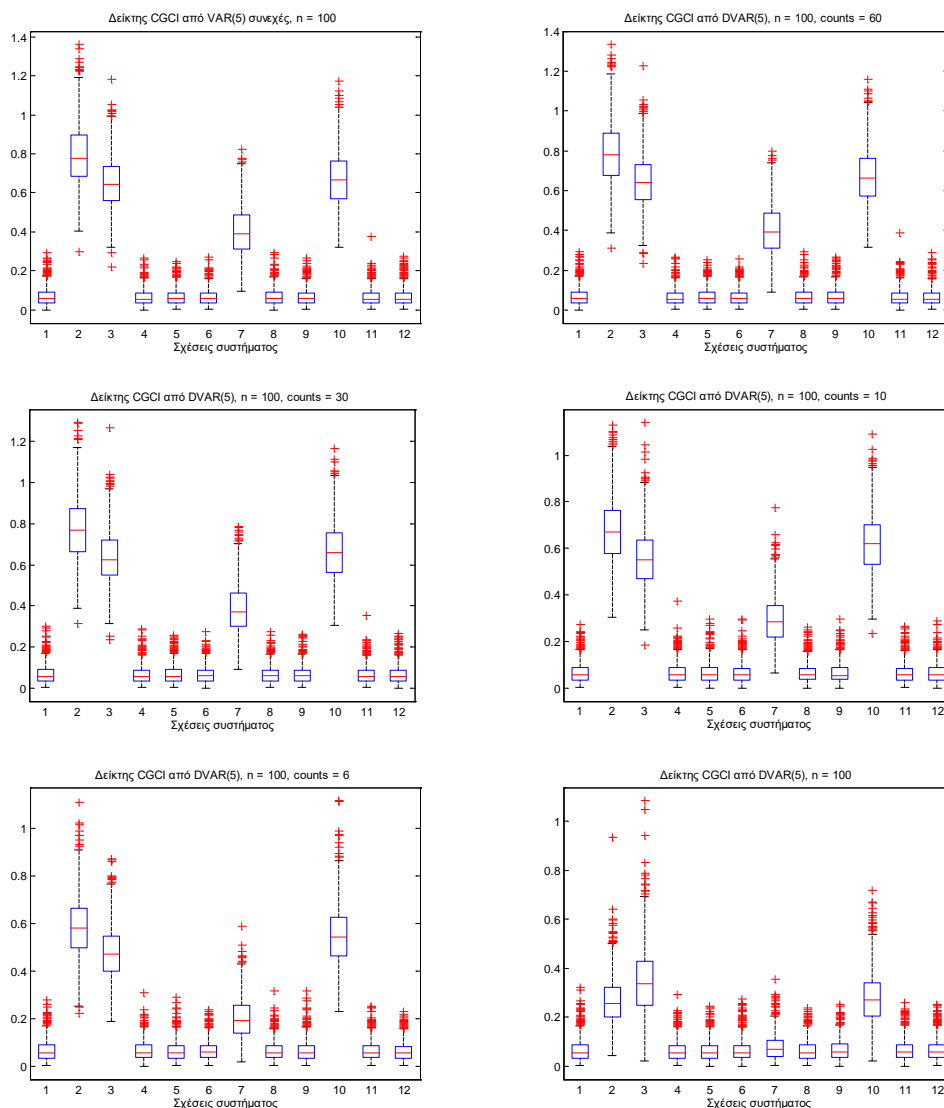 Δείκτης CGCI από VAR(5) συνεχές, n = 100
1.4
1.2
1
0.8
0.6
0.4
0.2
0
1 2 3 4 5 6 7 8 9 10 11 12
Σχέσεις συστήματος
Δείκτης CGCI από DVAR(5), n = 100, counts = 60
1.4
1.2
1
0.8
0.6
0.4
0.2
0
1 2 3 4 5 6 7 8 9 10 11 12
Σχέσεις συστήματος
Δείκτης CGCI από DVAR(5), n = 100, counts = 30
1.2
1
0.8
0.6
0.4
0.2
0
1 2 3 4 5 6 7 8 9 10 11 12
Σχέσεις συστήματος
Δείκτης CGCI από DVAR(5), n = 100, counts = 10
1
0.8
0.6
0.4
0.2
0
1 2 3 4 5 6 7 8 9 10 11 12
Σχέσεις συστήματος
Δείκτης CGCI από DVAR(5), n = 100, counts = 6
1
0.8
0.6
0.4
0.2
0
1 2 3 4 5 6 7 8 9 10 11 12
Σχέσεις συστήματος
Δείκτης CGCI από DVAR(5), n = 100
1
0.8
0.6
0.4
0.2
0
1 2 3 4 5 6 7 8 9 10 11 12
Σχέσεις συστήματος